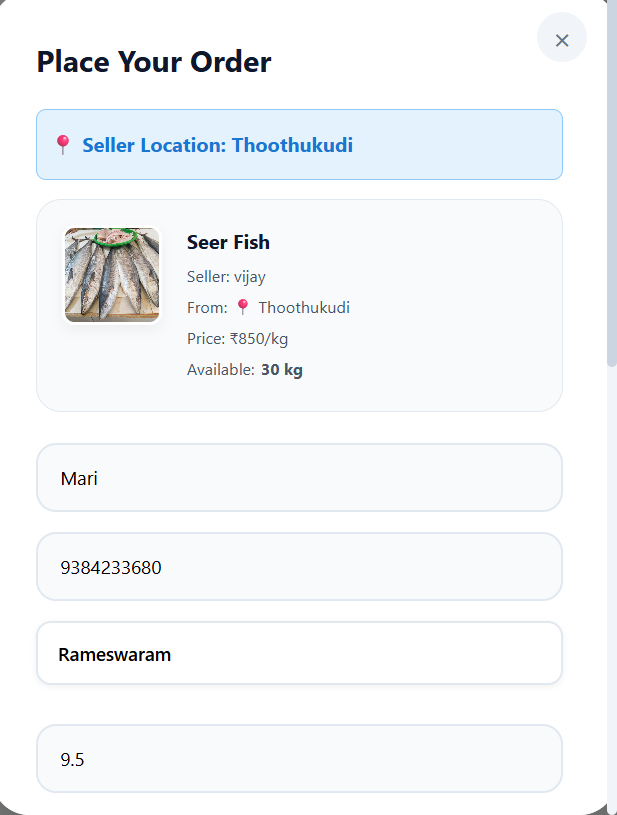 Place Your Order
×
📍 Seller Location: Thoothukudi
Seer Fish
Seller: vijay
From: 📍 Thoothukudi
Price: ₹850/kg
Available: 30 kg
Mari
9384233680
Rameswaram
9.5